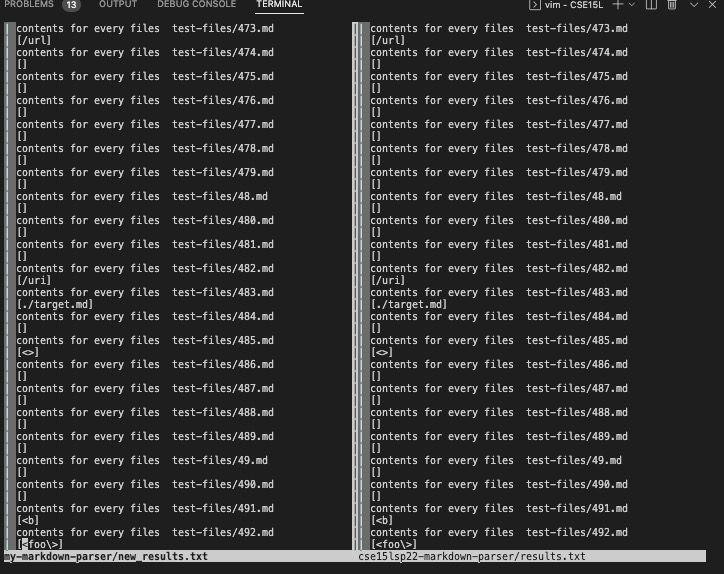 PROBLEMS 13 OUTPUT DEBUG CONSOLE TERMINAL vim - CSE15L
contents for every files  test-files/473.md contents for every files  test-files/473.md
[/url] [/url]
contents for every files  test-files/474.md contents for every files  test-files/474.md
[] []
contents for every files  test-files/475.md contents for every files  test-files/475.md
[] []
contents for every files  test-files/476.md contents for every files  test-files/476.md
[] []
contents for every files  test-files/477.md contents for every files  test-files/477.md
[] []
contents for every files  test-files/478.md contents for every files  test-files/478.md
[] []
contents for every files  test-files/479.md contents for every files  test-files/479.md
[] []
contents for every files  test-files/48.md contents for every files  test-files/48.md
[] []
contents for every files  test-files/480.md contents for every files  test-files/480.md
[] []
contents for every files  test-files/481.md contents for every files  test-files/481.md
[] []
contents for every files  test-files/482.md contents for every files  test-files/482.md
[/uri] [/uri]
contents for every files  test-files/483.md contents for every files  test-files/483.md
[./target.md] [./target.md]
contents for every files  test-files/484.md contents for every files  test-files/484.md
[] []
contents for every files  test-files/485.md contents for every files  test-files/485.md
[<>] [<>]
contents for every files  test-files/486.md contents for every files  test-files/486.md
[] []
contents for every files  test-files/487.md contents for every files  test-files/487.md
[] []
contents for every files  test-files/488.md contents for every files  test-files/488.md
[] []
contents for every files  test-files/489.md contents for every files  test-files/489.md
[] []
contents for every files  test-files/49.md contents for every files  test-files/49.md
[] []
contents for every files  test-files/490.md contents for every files  test-files/490.md
[] []
contents for every files  test-files/491.md contents for every files  test-files/491.md
[<b] [<b]
contents for every files  test-files/492.md contents for every files  test-files/492.md
[<foo\>] [<foo\>]
my-markdown-parser/new_results.txt cse15lsp22-markdown-parser/results.txt